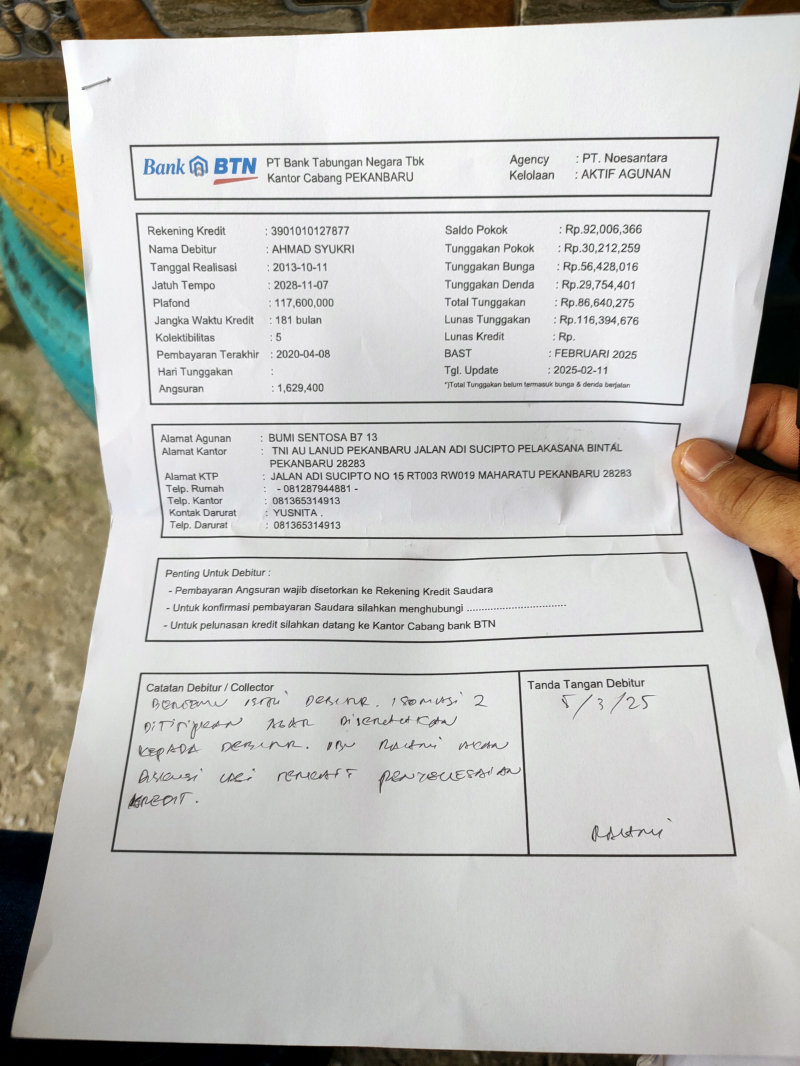 Bank BTN PT Bank Tabungan Negara Tbk
Kantor Cabang PEKANBARU
Agency : PT. Noesantara
Kelolaan : AKTIF AGUNAN
Rekening Kredit : 3901010127877
Nama Debitur : AHMAD SYUKRI
Tanggal Realisasi : 2013-10-11
Jatuh Tempo : 2028-11-07
Plafond : 117,600,000
Jangka Waktu Kredit : 181 bulan
Kolektibilitas : 5
Pembayaran Terakhir : 2020-04-08
Hari Tunggakan :
Angsuran : 1,629,400
Saldo Pokok : Rp.92,006,366
Tunggakan Pokok : Rp.30,212,259
Tunggakan Bunga : Rp.56,428,016
Tunggakan Denda : Rp.29,754,401
Total Tunggakan : Rp.86,640,275
Lunas Tunggakan : Rp.116,394,676
Lunas Kredit : Rp.
BAST : FEBRUARI 2025
Tgl. Update : 2025-02-11
*)Total Tunggakan belum termasuk bunga & denda berjalan
Alamat Agunan : BUMI SENTOSA B7 13
Alamat Kantor : TNI AU LANUD PEKANBARU JALAN ADI SUCIPTO PELAKASANA BINTAL
PEKANBARU 28283
Alamat KTP : JALAN ADI SUCIPTO NO 15 RT003 RW019 MAHARATU PEKANBARU 28283
Telp. Rumah : - 081287944881 -
Telp. Kantor : 081365314913
Kontak Darurat : YUSNITA .
Telp. Darurat : 081365314913
Penting Untuk Debitur :
- Pembayaran Angsuran wajib disetorkan ke Rekening Kredit Saudara
- Untuk konfirmasi pembayaran Saudara silahkan menghubungi ................................
- Untuk pelunasan kredit silahkan datang ke Kantor Cabang bank BTN
Catatan Debitur / Collector
BERTEMU ISTRI DEBITUR. SOMASI 2
DITITIPKAN AGAR DISERAHKAN
KEPADA DEBITUR. IBU RAHMI AKAN
DISKUSI LAGI TERKAIT PENYELESAIAN
KREDIT.
Tanda Tangan Debitur
5/3/25
RAHMI